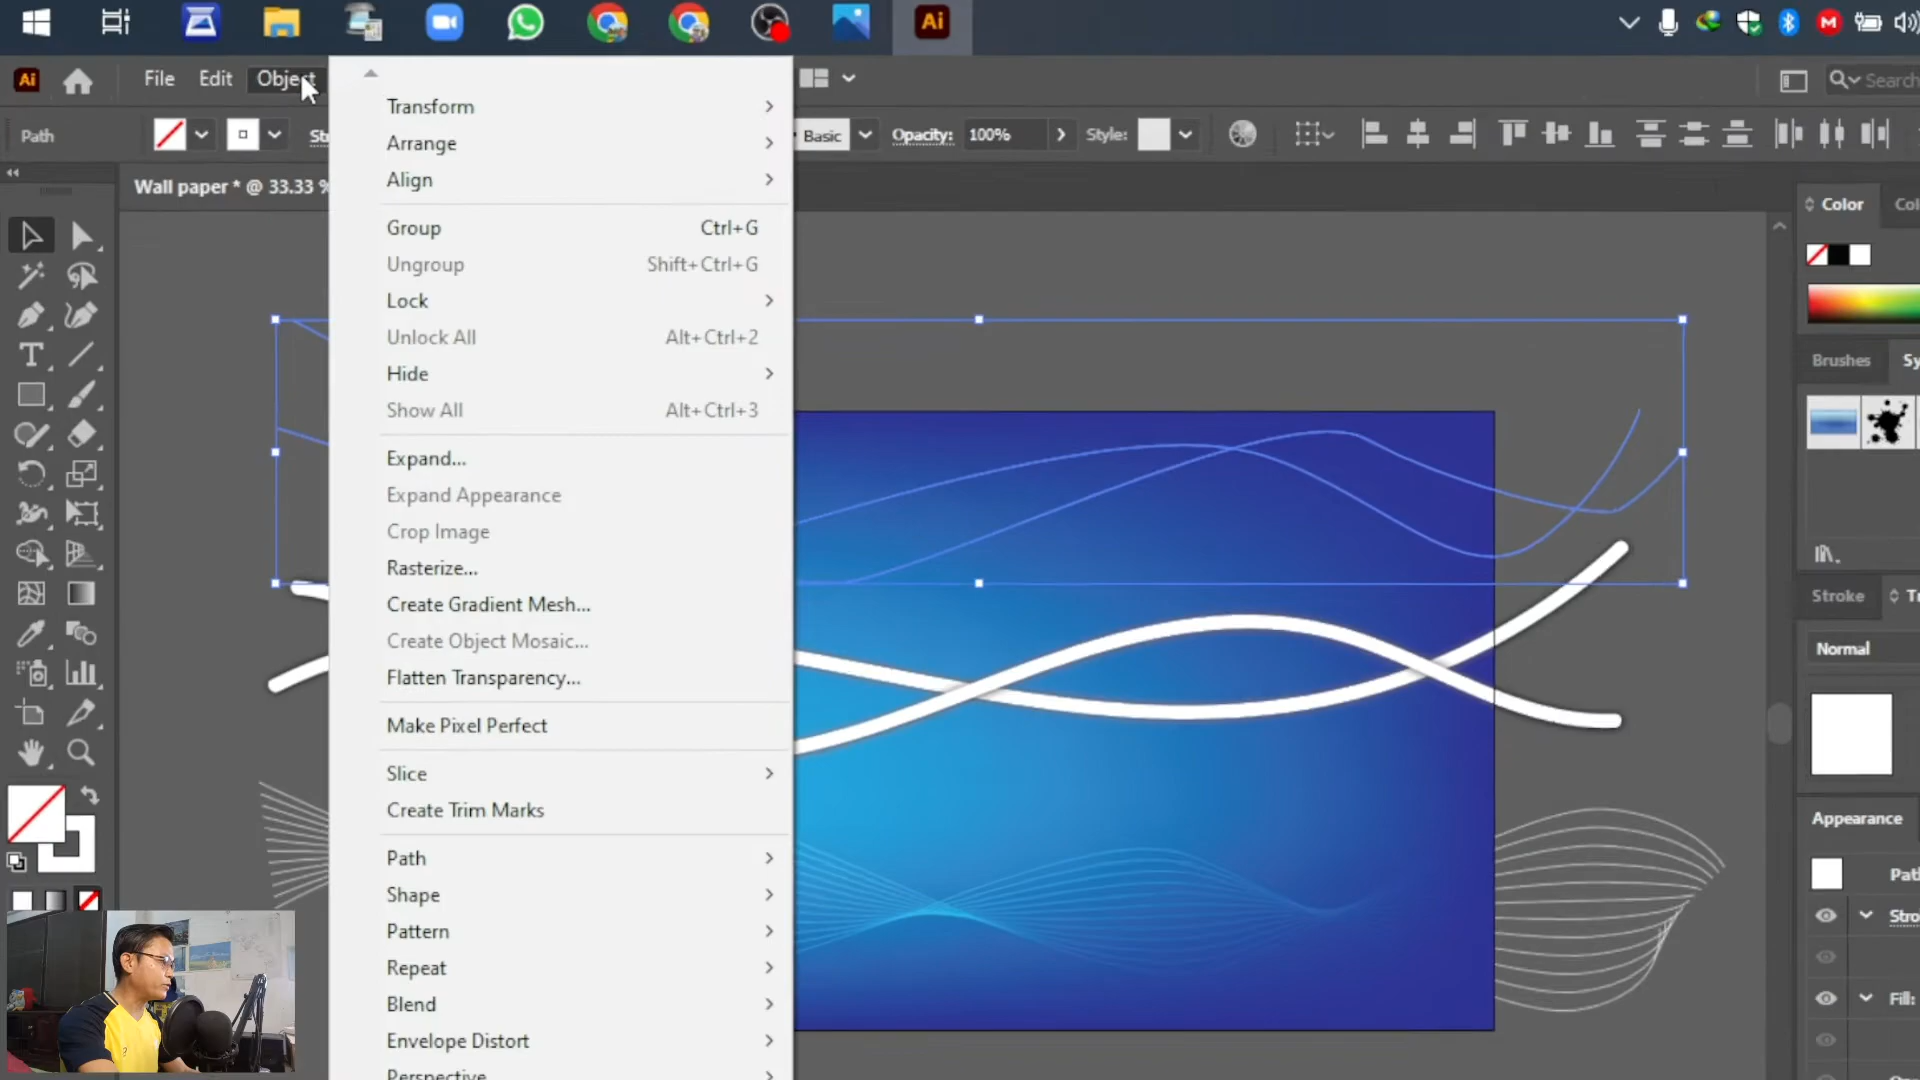 Ai
Ai
File
Edit
Object
Search
Path
Basic
Opacity:
100%
Style:
Wall paper * @ 33.33 %
Transform
Arrange
Align
Group Ctrl+G
Ungroup Shift+Ctrl+G
Lock
Unlock All Alt+Ctrl+2
Hide
Show All Alt+Ctrl+3
Expand...
Expand Appearance
Crop Image
Rasterize...
Create Gradient Mesh...
Create Object Mosaic...
Flatten Transparency...
Make Pixel Perfect
Slice
Create Trim Marks
Path
Shape
Pattern
Repeat
Blend
Envelope Distort
Perspective
Color
Brushes
Stroke
Normal
Appearance
Fill: